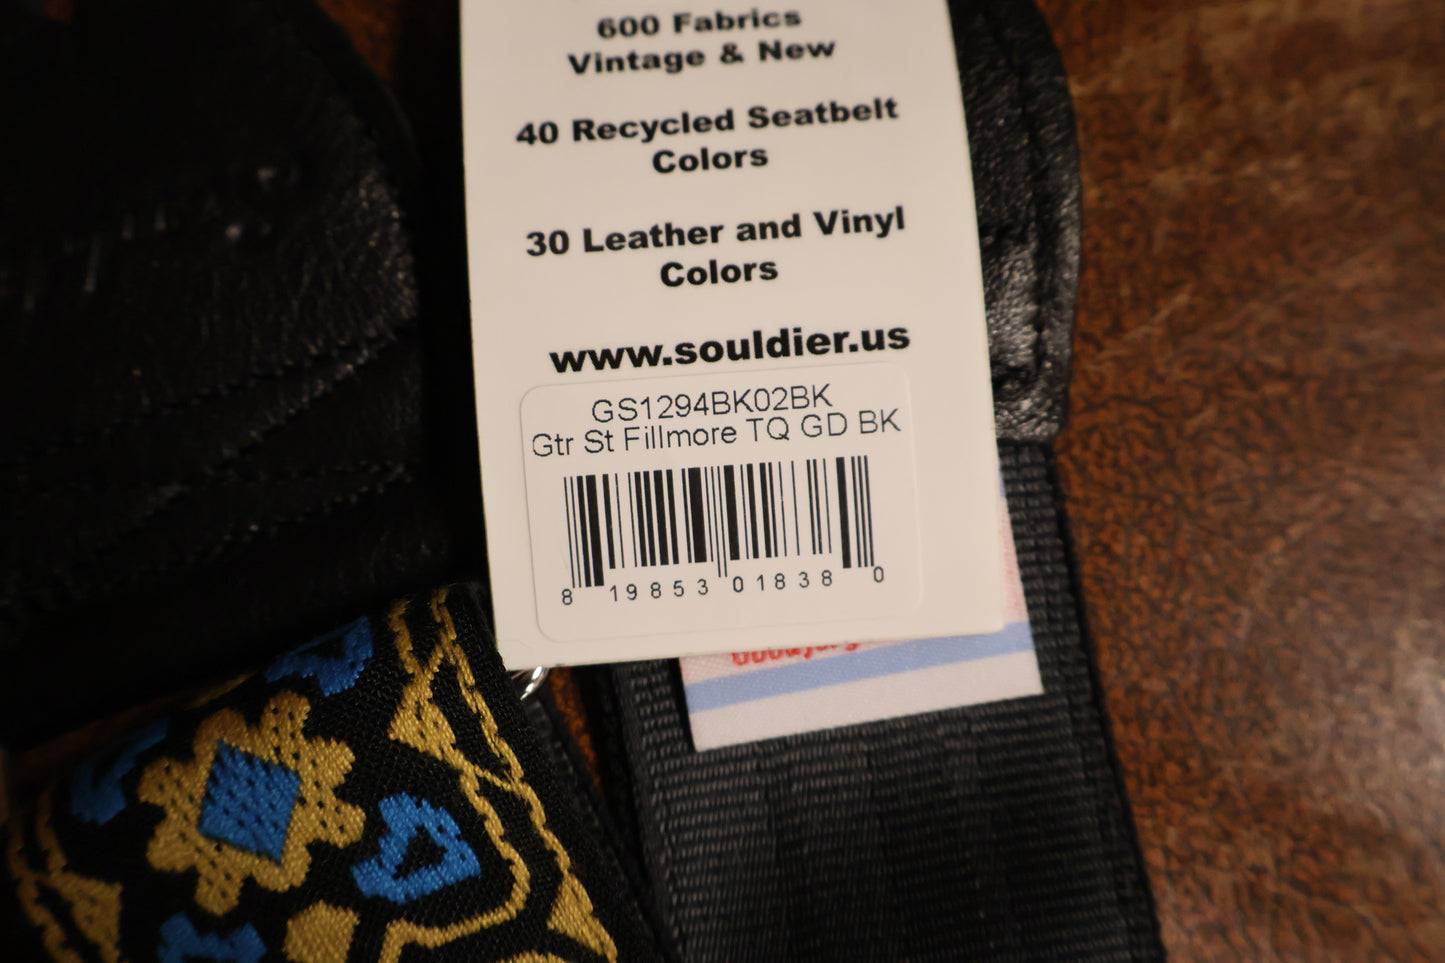 600 Fabrics
Vintage & New
40 Recycled Seatbelt
Colors
30 Leather and Vinyl
Colors
www.souldier.us
GS1294BK02BK
Gtr St Fillmore TQ GD BK
8 19853 01838 0